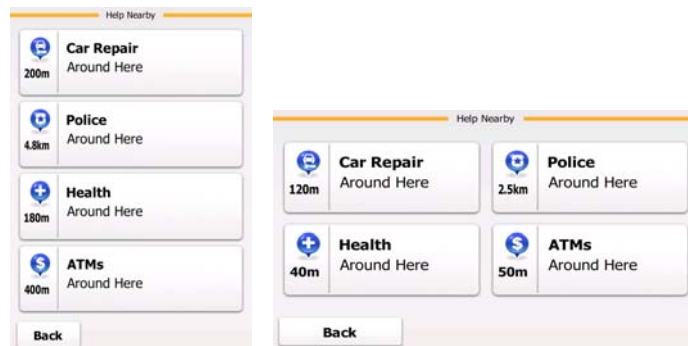 Help Nearby
Car Repair
200m
Around Here
Police
4.8km
Around Here
Health
180m
Around Here
ATMs
400m
Around Here
Back
Help Nearby
Car Repair
120m
Around Here
Police
2.5km
Around Here
Health
40m
Around Here
ATMs
50m
Around Here
Back